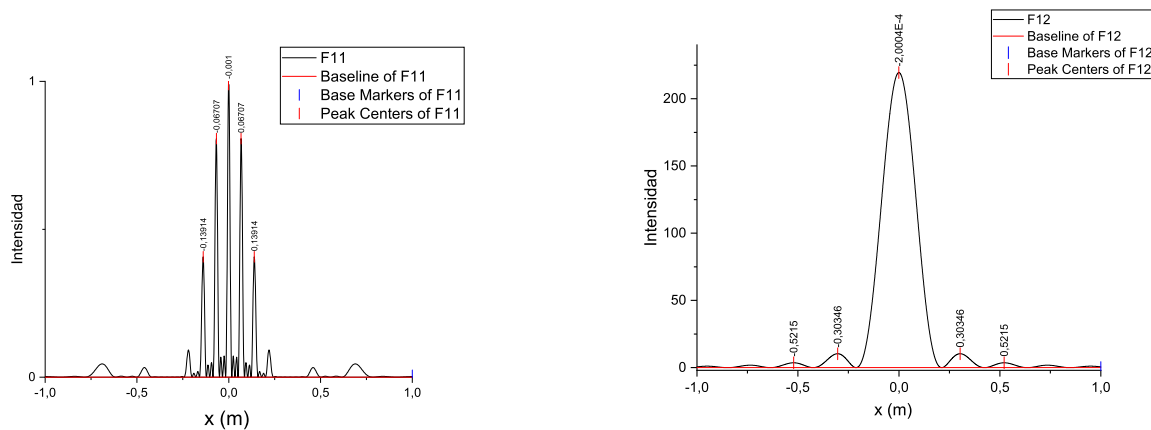 F11
Baseline of F11
Base Markers of F11
Peak Centers of F11
-0,001
-0,06707
0,06707
-0,13914
0,13914
1
0
Intensidad
-1,0
-0,5
0,0
0,5
1,0
x (m)
F12
Baseline of F12
Base Markers of F12
Peak Centers of F12
-2,0004E-4
-0,5215
-0,30346
0,30346
0,5215
200
150
100
50
0
Intensidad
-1,0
-0,5
0,0
0,5
1,0
x (m)